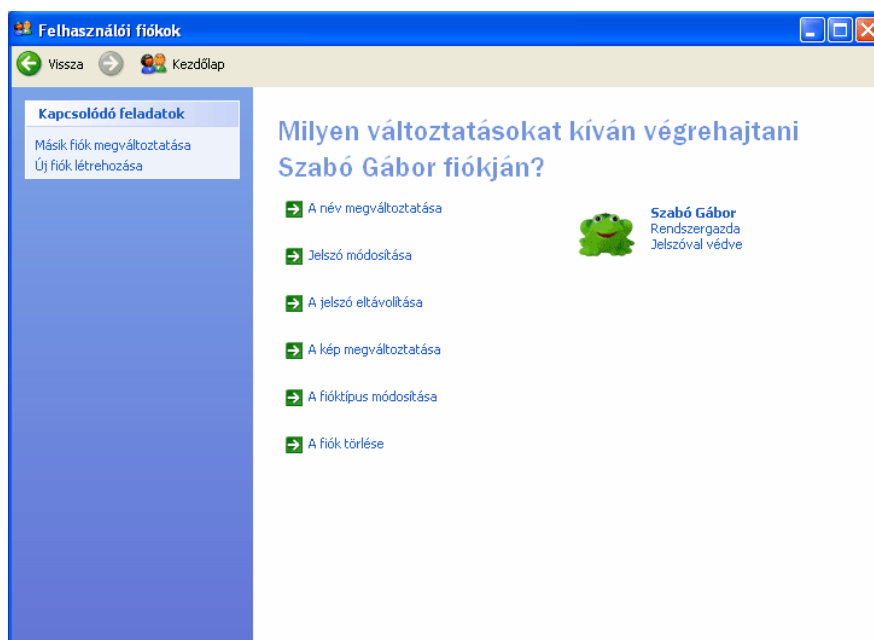 Felhasználói fiókok
Vissza
Kezdőlap
Kapcsolódó feladatok
Másik fiók megváltoztatása
Új fiók létrehozása
Milyen változtatásokat kíván végrehajtani
Szabó Gábor fiókján?
A név megváltoztatása
Jelszó módosítása
A jelszó eltávolítása
A kép megváltoztatása
A fióktípus módosítása
A fiók törlése
Szabó Gábor
Rendszergazda
Jelszóval védve